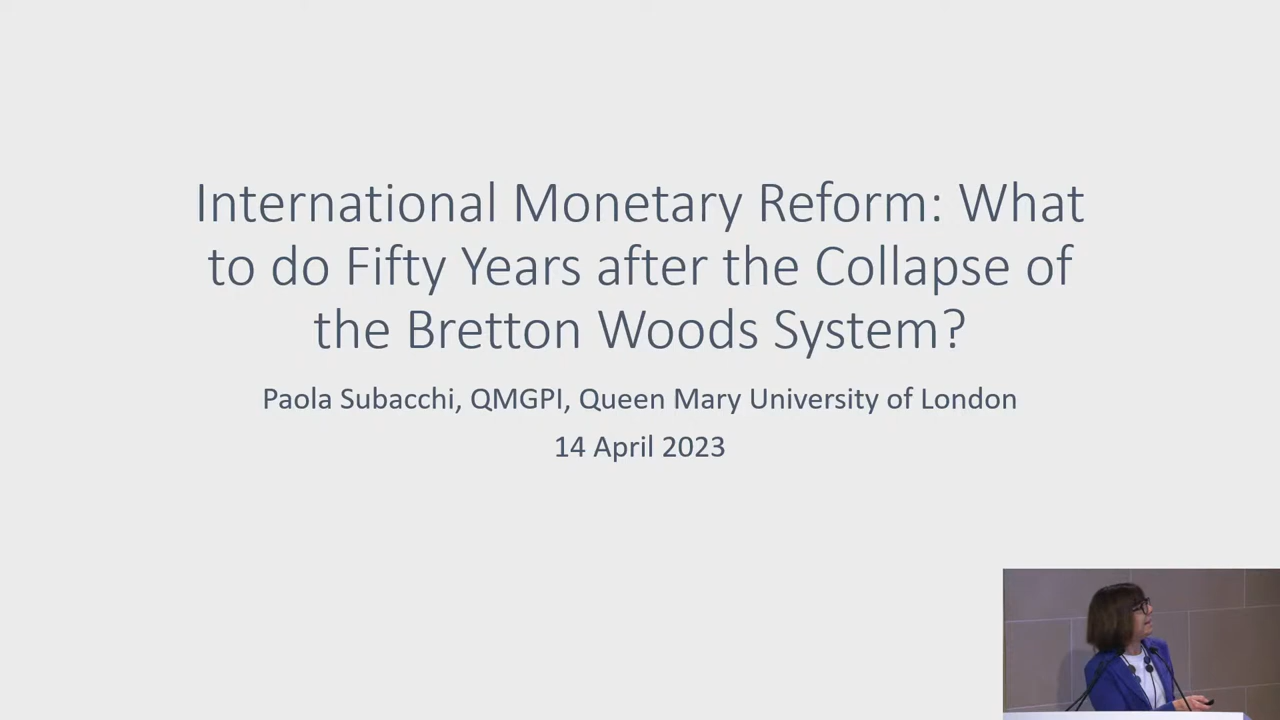 International Monetary Reform: What
to do Fifty Years after the Collapse of
the Bretton Woods System?
Paola Subacchi, QMGPI, Queen Mary University of London
14 April 2023